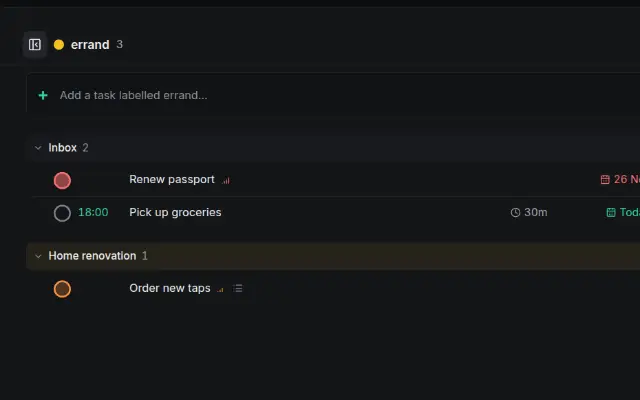 errand 3
Add a task labelled errand...
Inbox 2
Renew passport 26
18:00 Pick up groceries 30m
Home renovation 1
Order new taps